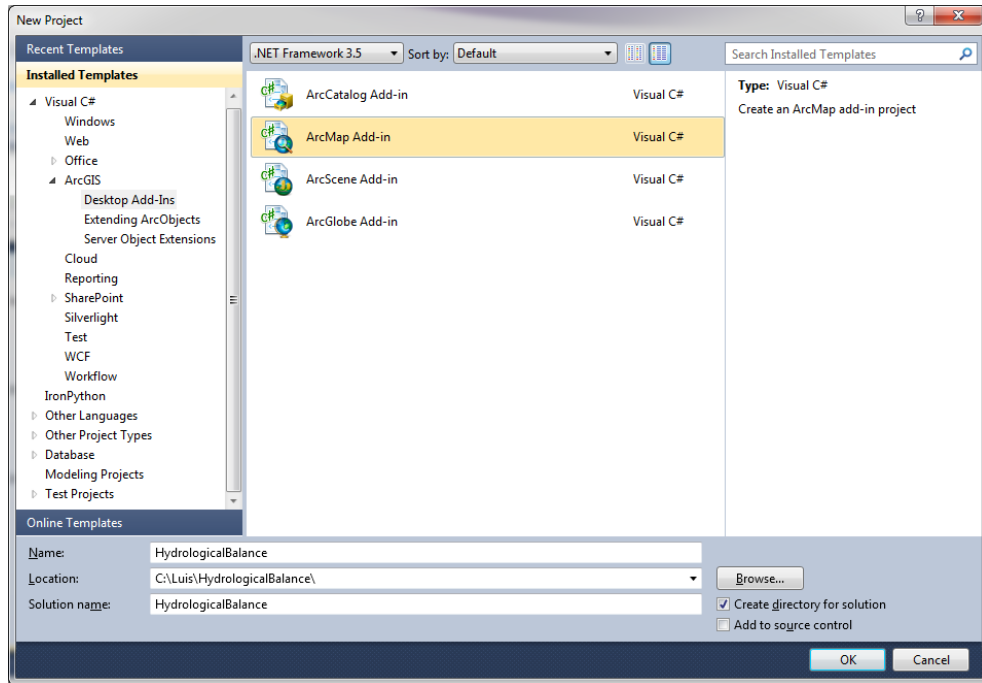 New Project
Recent Templates
.NET Framework 3.5
Sort by: Default
Search Installed Templates
Installed Templates
Visual C#
Windows
Web
Office
ArcGIS
Desktop Add-Ins
Extending ArcObjects
Server Object Extensions
Cloud
Reporting
SharePoint
Silverlight
Test
WCF
Workflow
IronPython
Other Languages
Other Project Types
Database
Modeling Projects
Test Projects
Online Templates
ArcCatalog Add-in Visual C#
ArcMap Add-in Visual C#
ArcScene Add-in Visual C#
ArcGlobe Add-in Visual C#
Type: Visual C#
Create an ArcMap add-in project
Name: HydrologicalBalance
Location: C:\Luis\HydrologicalBalance\
Browse...
Solution name: HydrologicalBalance
Create directory for solution
Add to source control
OK Cancel